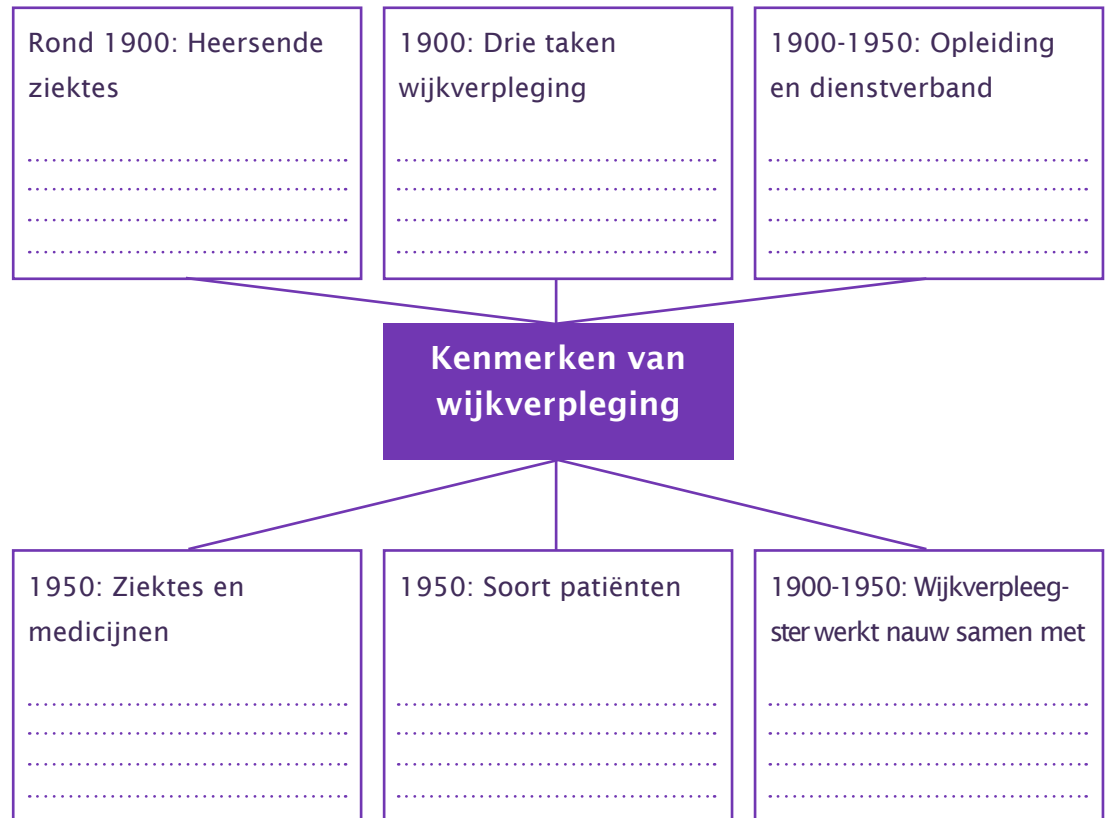 Rond 1900: Heersende
ziektes
1900: Drie taken
wijkverpleging
1900-1950: Opleiding
en dienstverband
Kenmerken van
wijkverpleging
1950: Ziektes en
medicijnen
1950: Soort patiënten
1900-1950: Wijkverpleeg-
ster werkt nauw samen met